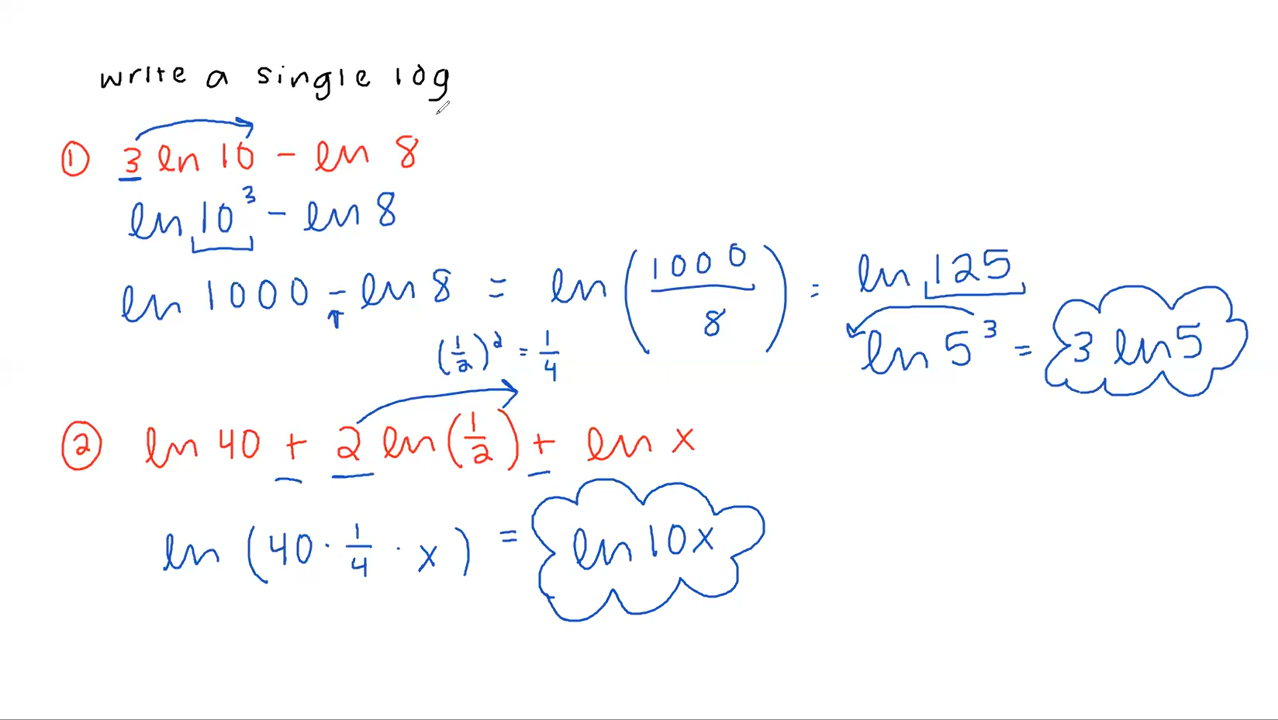 write a single log
① 3 ln 10 - ln 8
ln 10³ - ln 8
ln 1000 - ln 8 = ln (1000/8) = ln 125
ln 5³ = 3 ln 5
(1/2)² = 1/4
② ln 40 + 2 ln (1/2) + ln x
ln (40 · 1/4 · x) = ln 10x